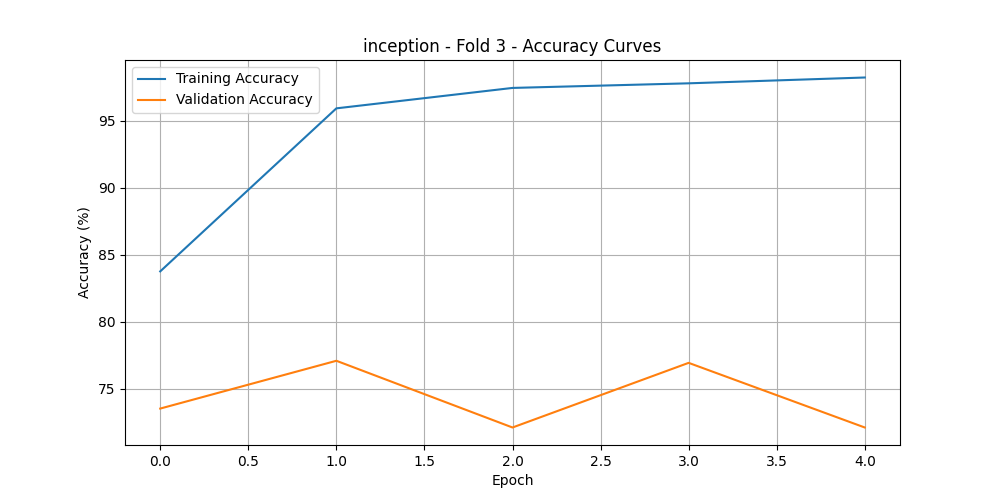 inception - Fold 3 - Accuracy Curves
Training Accuracy
Validation Accuracy
95
90
85
80
75
Accuracy (%)
0.0 0.5 1.0 1.5 2.0 2.5 3.0 3.5 4.0
Epoch